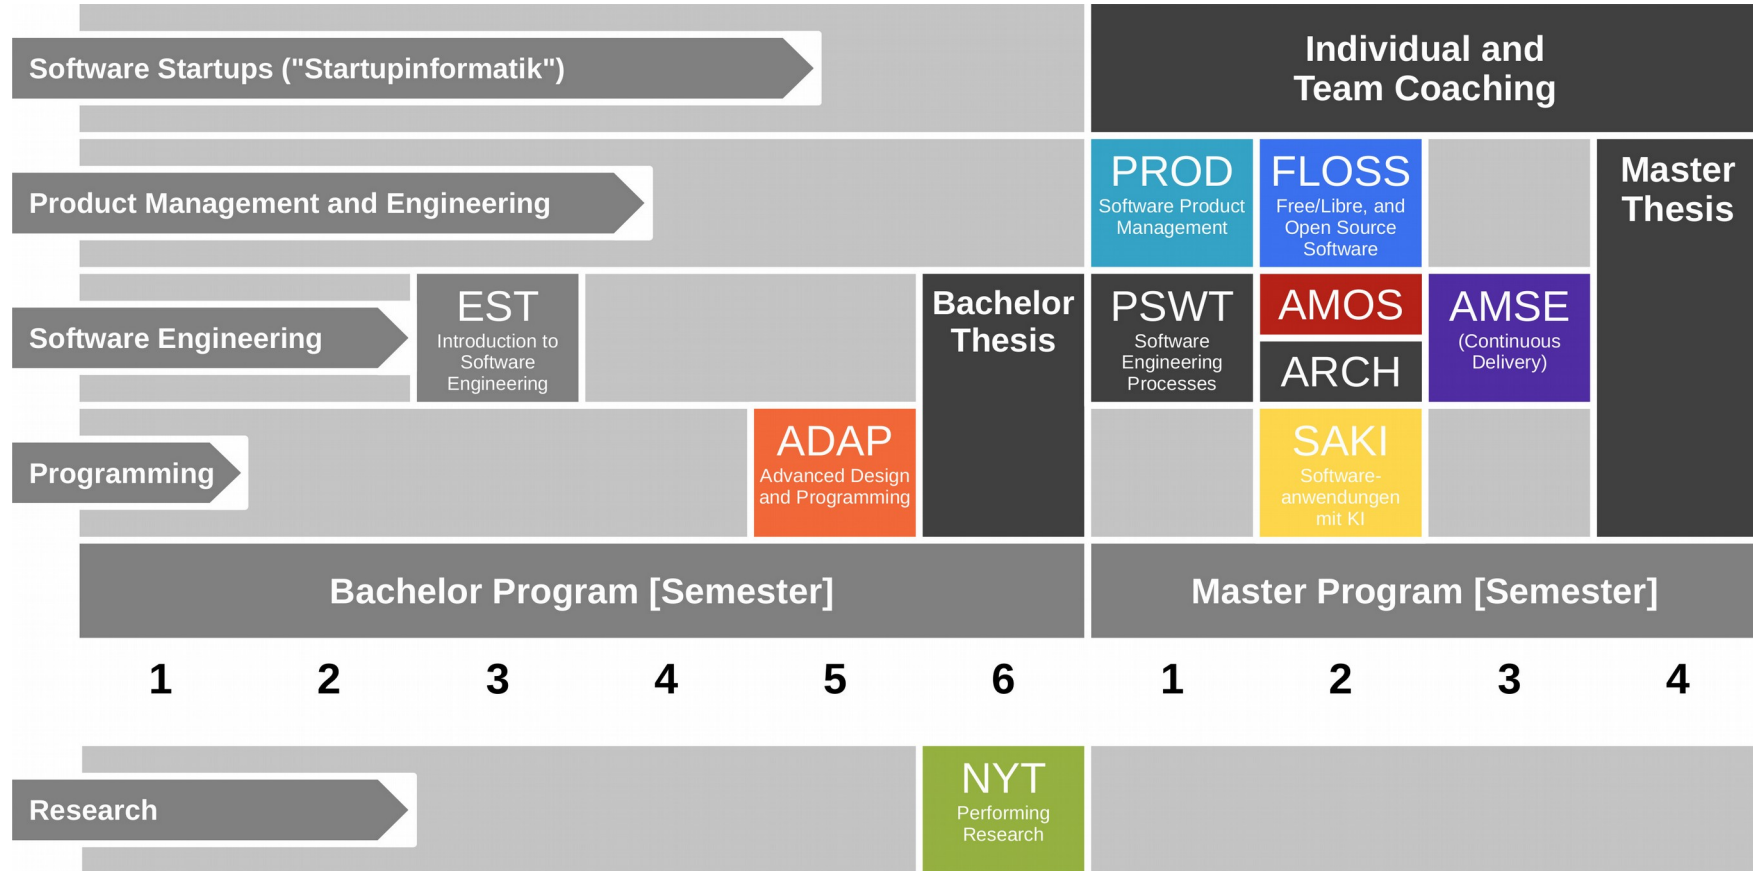 Software Startups ("Startupinformatik")
Individual and
Team Coaching
Product Management and Engineering
PROD
Software Product
Management
FLOSS
Free/Libre, and
Open Source
Software
Master
Thesis
Software Engineering
EST
Introduction to
Software
Engineering
Bachelor
Thesis
PSWT
Software
Engineering
Processes
AMOS
ARCH
AMSE
(Continuous
Delivery)
Programming
ADAP
Advanced Design
and Programming
SAKI
Software-
anwendungen
mit KI
Bachelor Program [Semester]
Master Program [Semester]
1 2 3 4 5 6 1 2 3 4
Research
NYT
Performing
Research